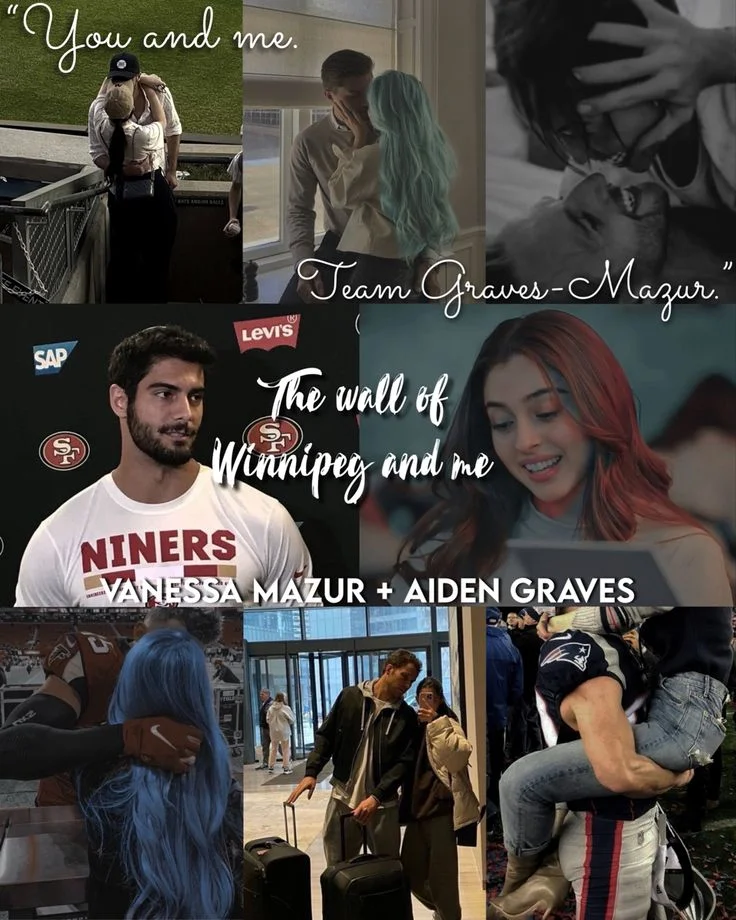 “You and me.
Team Graves-Mazur.”
SAP
LEVI'S®
SF
SF
The wall of
Winnipeg and me
NINERS
VANESSA MAZUR + AIDEN GRAVES